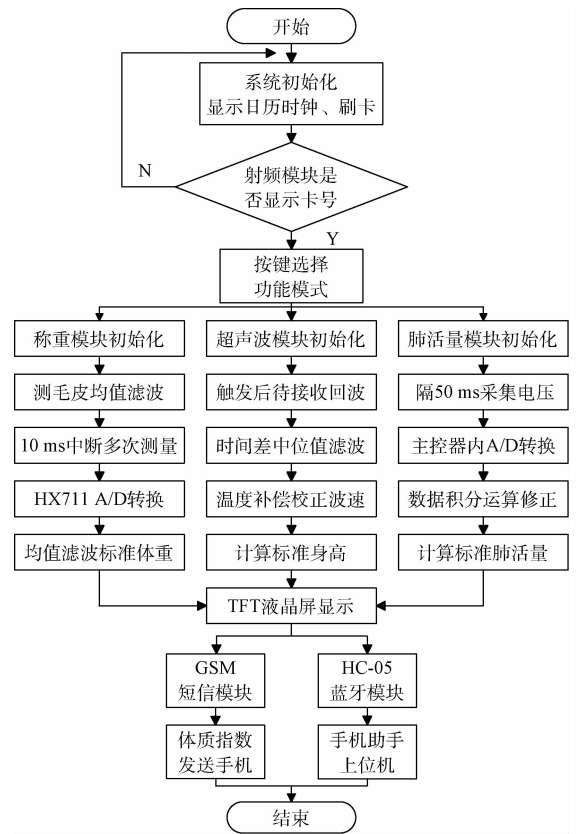 开始
系统初始化
显示日历时钟、刷卡
N
射频模块是
否显示卡号
Y
按键选择
功能模式
称重模块初始化
超声波模块初始化
肺活量模块初始化
测毛皮均值滤波
触发后待接收回波
隔50 ms采集电压
10 ms中断多次测量
时间差中位值滤波
主控器内A/D转换
HX711 A/D转换
温度补偿校正波速
数据积分运算修正
均值滤波标准体重
计算标准身高
计算标准肺活量
TFT液晶屏显示
GSM
短信模块
HC-05
蓝牙模块
体质指数
发送手机
手机助手
上位机
结束